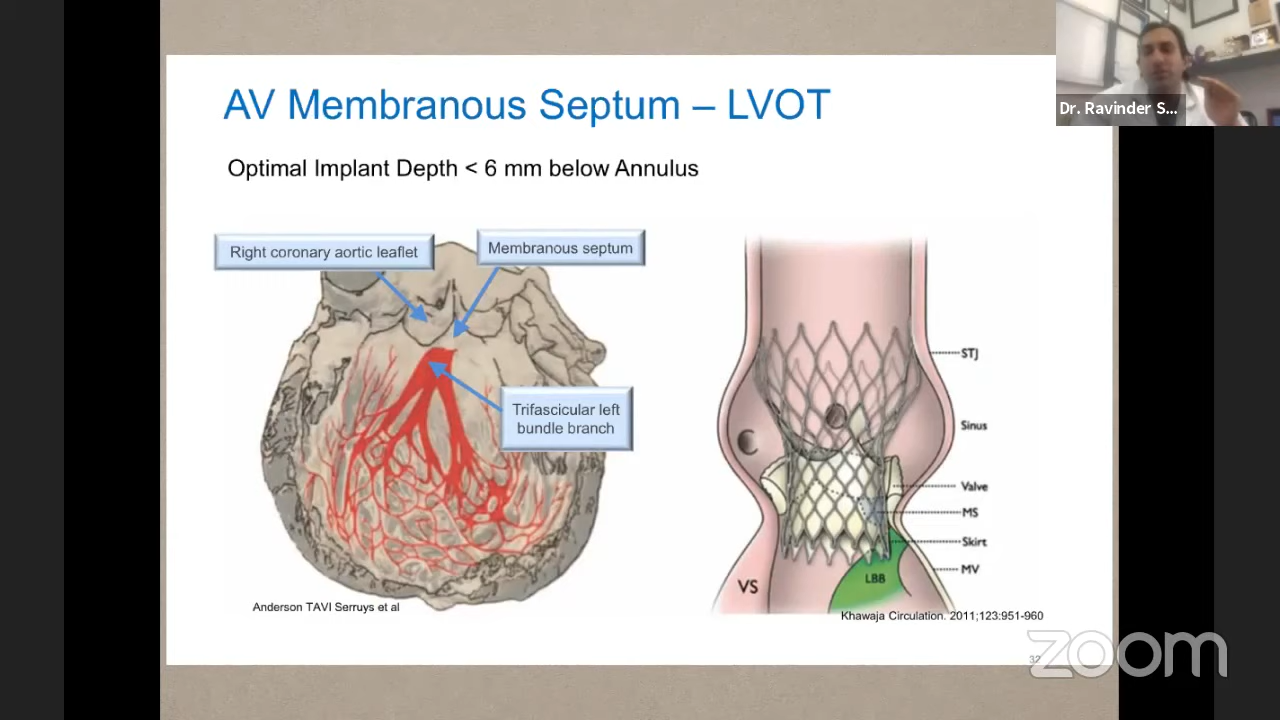 Dr. Ravinder S...
AV Membranous Septum – LVOT
Optimal Implant Depth < 6 mm below Annulus
Right coronary aortic leaflet
Membranous septum
Trifascicular left
bundle branch
STJ
Sinus
Valve
MS
Skirt
MV
LBB
VS
Anderson TAVI Serruys et al
Khawaja Circulation. 2011;123:951-960
32
zoom